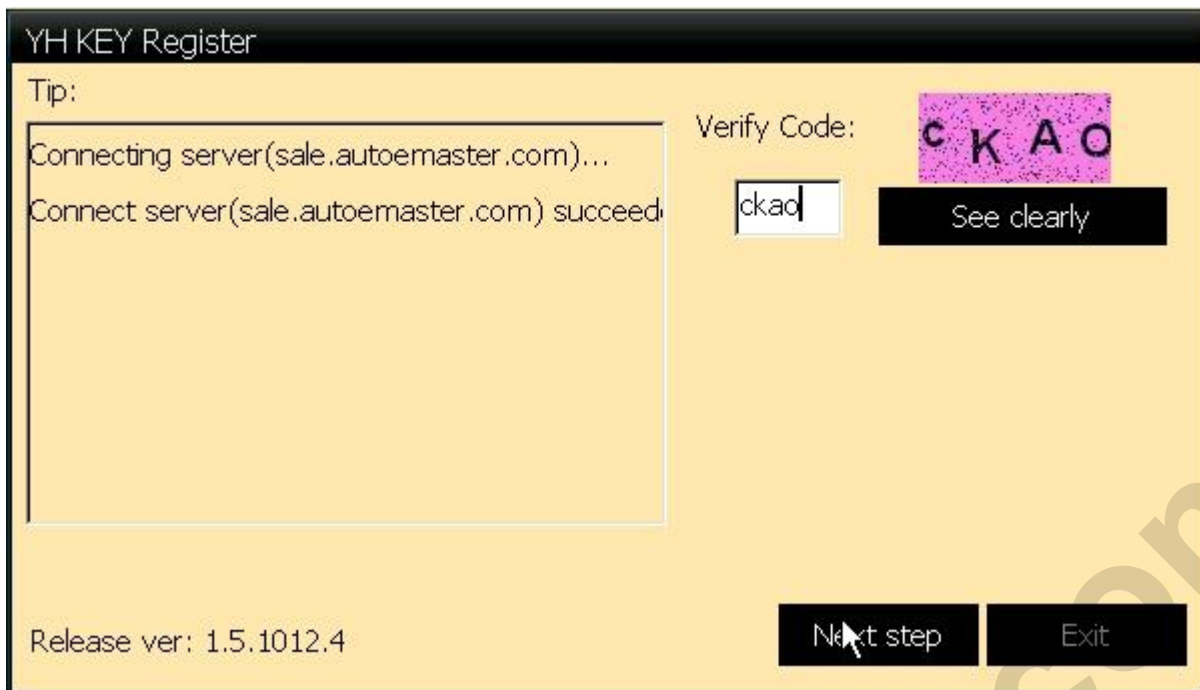 YH KEY Register
Tip:
Connecting server(sale.autoemaster.com)...
Connect server(sale.autoemaster.com) succeed
Verify Code:
c K A O
ckao
See clearly
Release ver: 1.5.1012.4
Next step
Exit